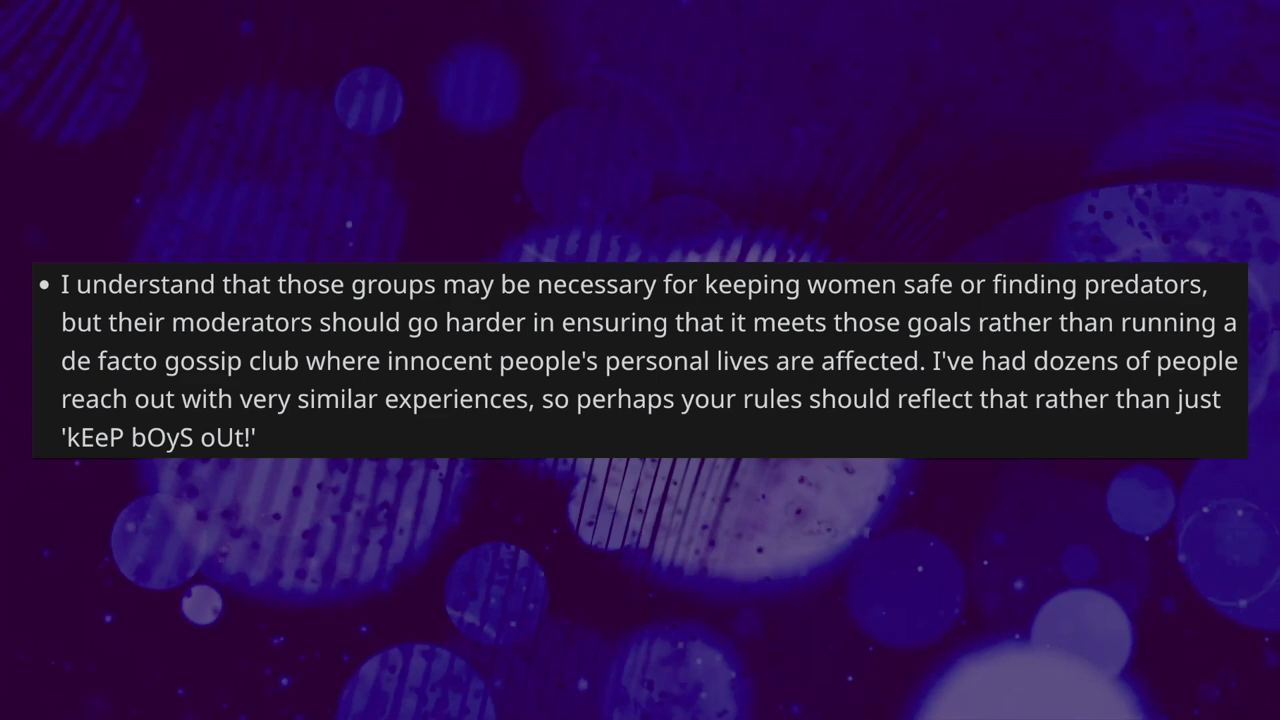 • I understand that those groups may be necessary for keeping women safe or finding predators,
but their moderators should go harder in ensuring that it meets those goals rather than running a
de facto gossip club where innocent people's personal lives are affected. I've had dozens of people
reach out with very similar experiences, so perhaps your rules should reflect that rather than just
'kEeP bOyS oUt!'